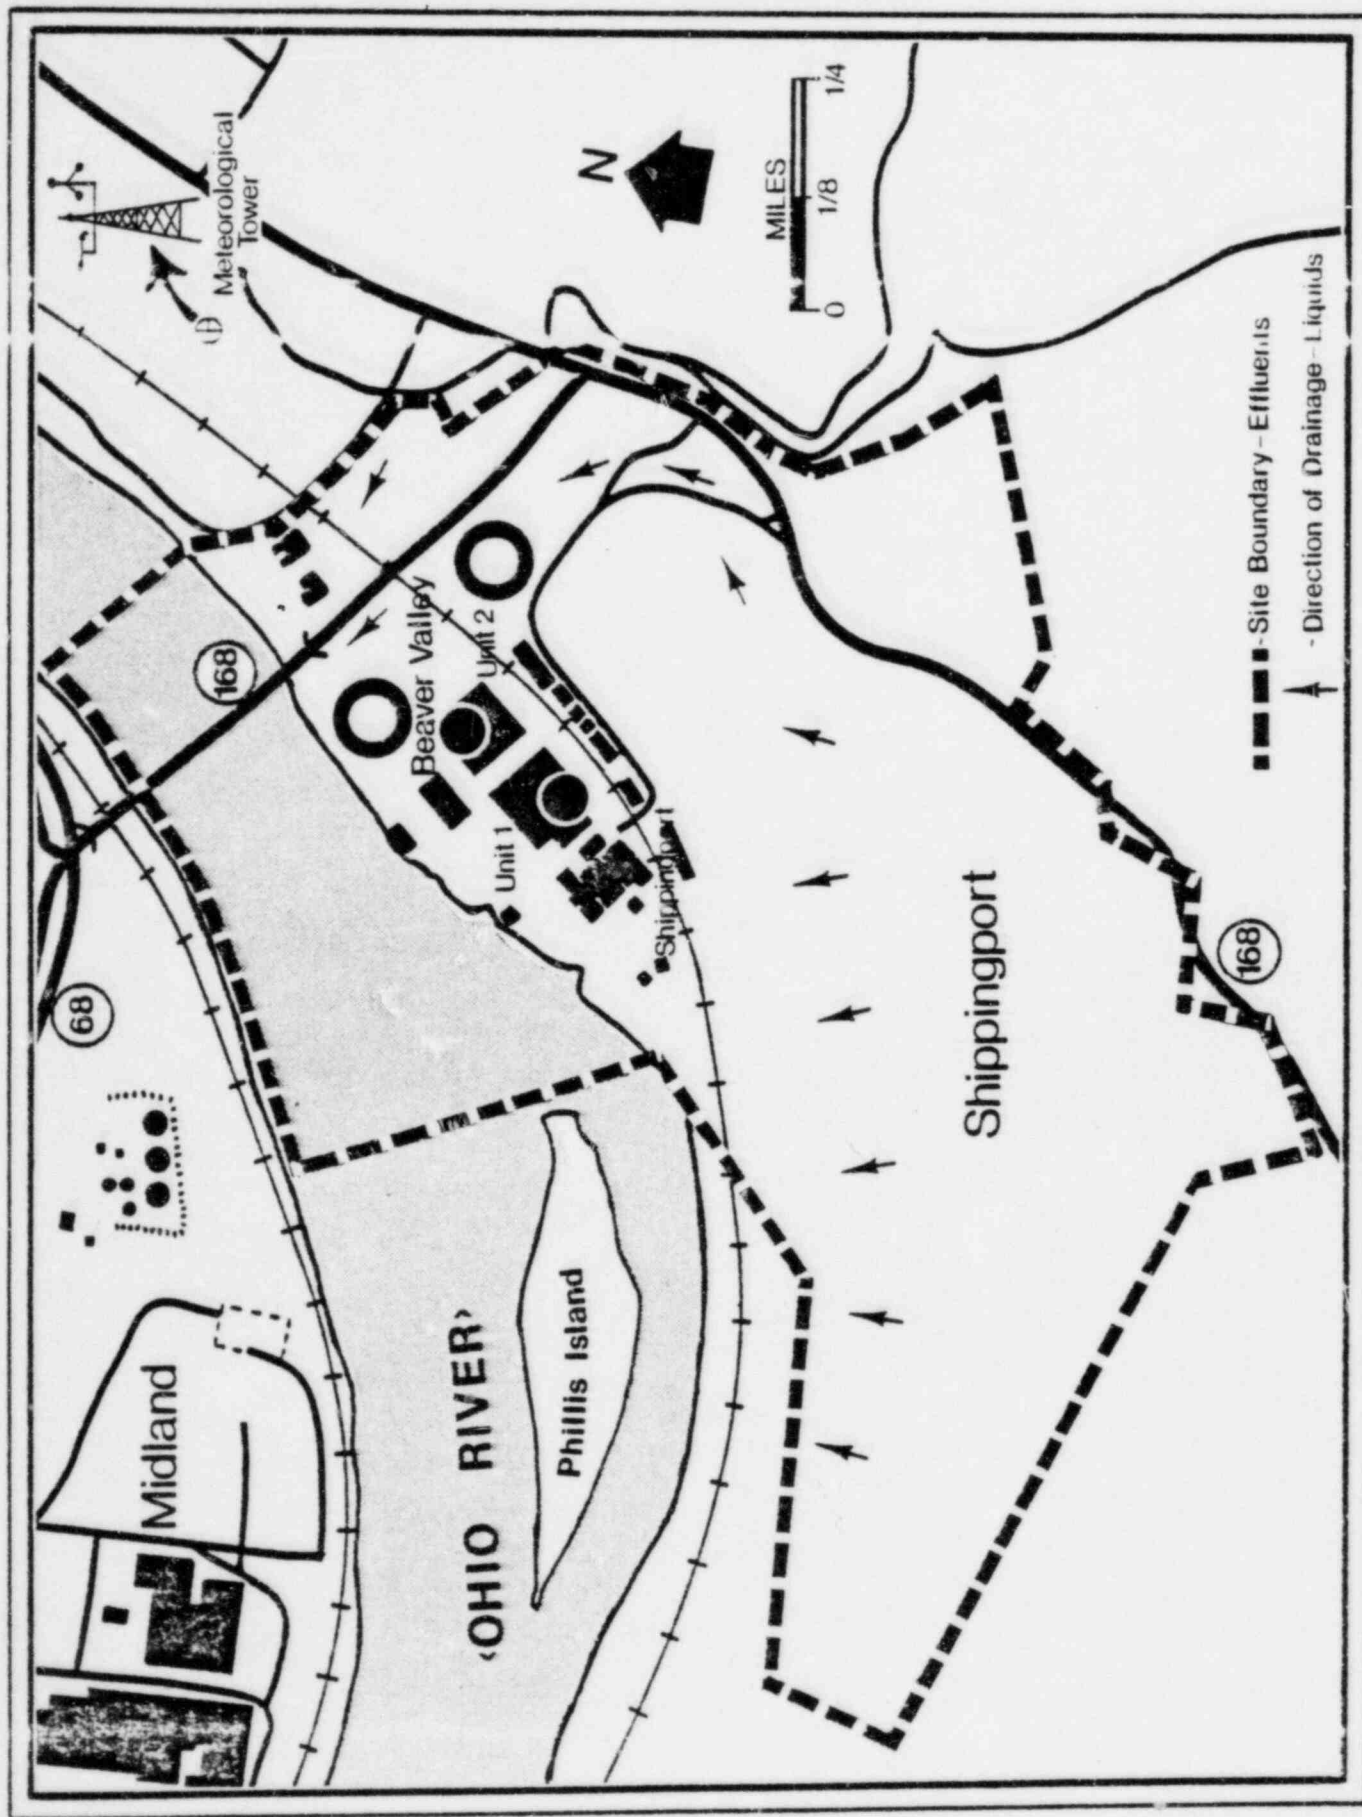 Midland
68
168
Meteorological
Tower
N
MILES
0
1/8
1/4
Beaver Valley
Unit 2
Unit 1
Shippingport
‹OHIO RIVER›
Phillis Island
Shippingport
168
- Site Boundary - Effluents
- Direction of Drainage - Liquids